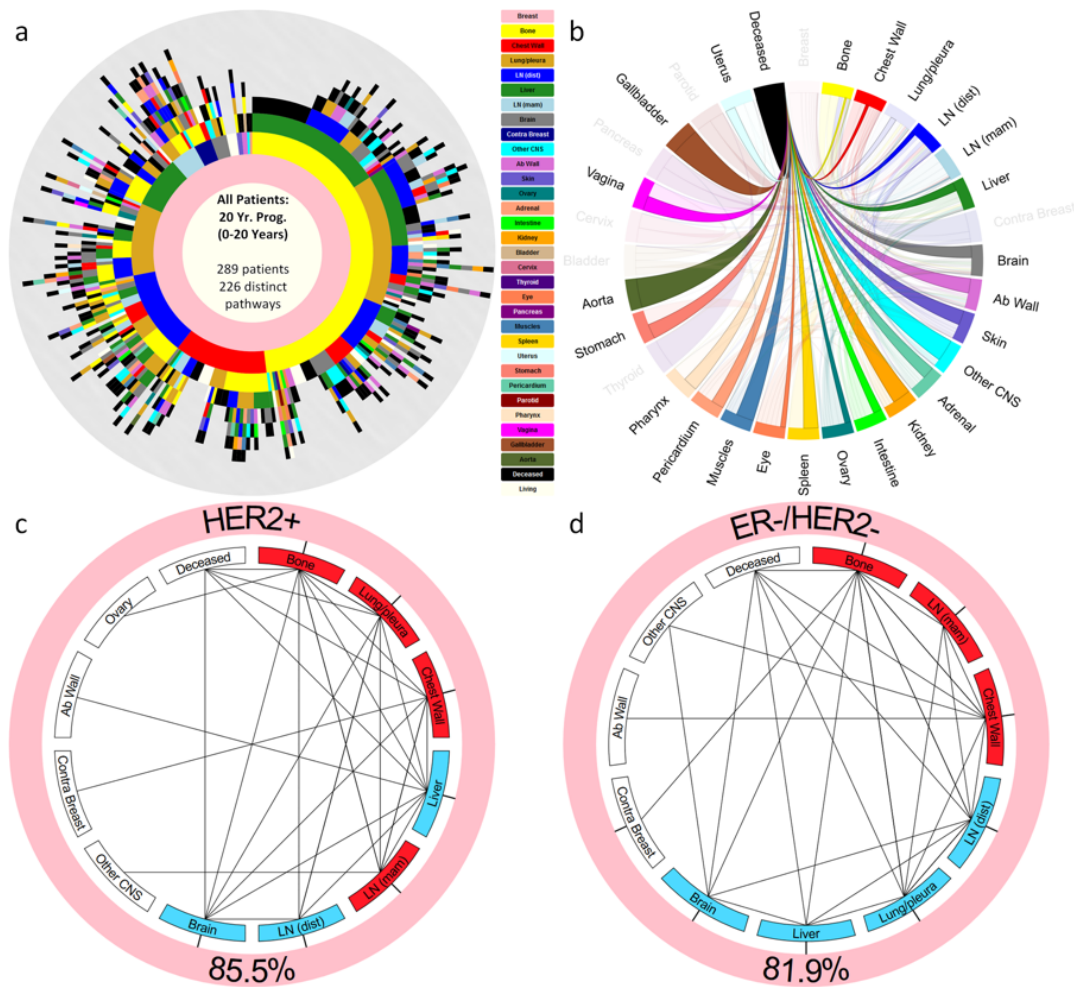 a
All Patients:
20 Yr. Prog.
(0-20 Years)
289 patients
226 distinct
pathways
Breast
Bone
Chest Wall
Lung/pleura
LN (dist)
Liver
LN (mam)
Brain
Contra Breast
Other CNS
Ab Wall
Skin
Ovary
Adrenal
Intestine
Kidney
Bladder
Cervix
Thyroid
Eye
Pancreas
Muscles
Spleen
Uterus
Stomach
Pericardium
Parotid
Pharynx
Vagina
Gallbladder
Aorta
Deceased
Living
b
Breast
Bone
Chest Wall
Lung/pleura
LN (dist)
LN (mam)
Liver
Contra Breast
Brain
Ab Wall
Skin
Other CNS
Adrenal
Kidney
Intestine
Ovary
Spleen
Eye
Muscles
Pericardium
Pharynx
Thyroid
Stomach
Aorta
Bladder
Cervix
Vagina
Pancreas
Gallbladder
Parotid
Uterus
Deceased
c
HER2+
Deceased
Bone
Lung/pleura
Chest Wall
Liver
LN (mam)
LN (dist)
Brain
Other CNS
Contra Breast
Ab Wall
Ovary
85.5%
d
ER-/HER2-
Deceased
Bone
LN (mam)
Chest Wall
LN (dist)
Lung/pleura
Liver
Brain
Contra Breast
Ab Wall
Other CNS
81.9%